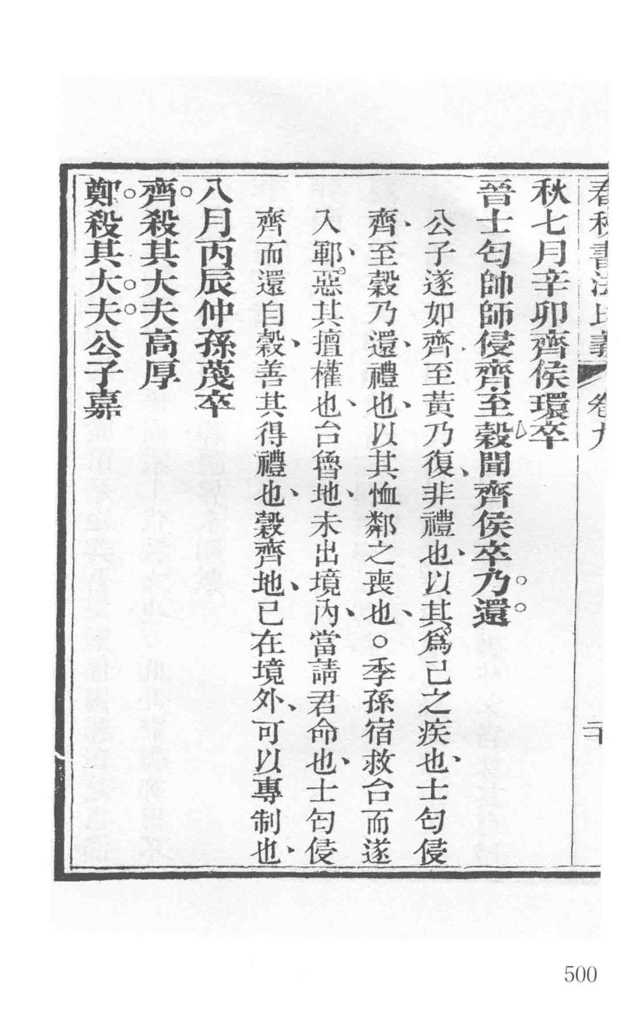 春秋書法
卷九
二十
秋七月辛卯齊侯環卒
晉士匄帥師侵齊至穀聞齊侯卒乃還
公子遂如齊至黃乃復、非禮也、以其爲己之疾也、士匄侵
齊、至穀乃還、禮也、以其恤鄰之喪也、○季孫宿救台而遂
入鄆、惡其擅權也、台魯地、未出境、內當請君命也、士匄侵
齊而還自穀、善其得禮也、穀齊地、已在境外、可以專制也、
八月丙辰仲孫蔑卒
齊殺其大夫高厚
鄭殺其大夫公子嘉
500